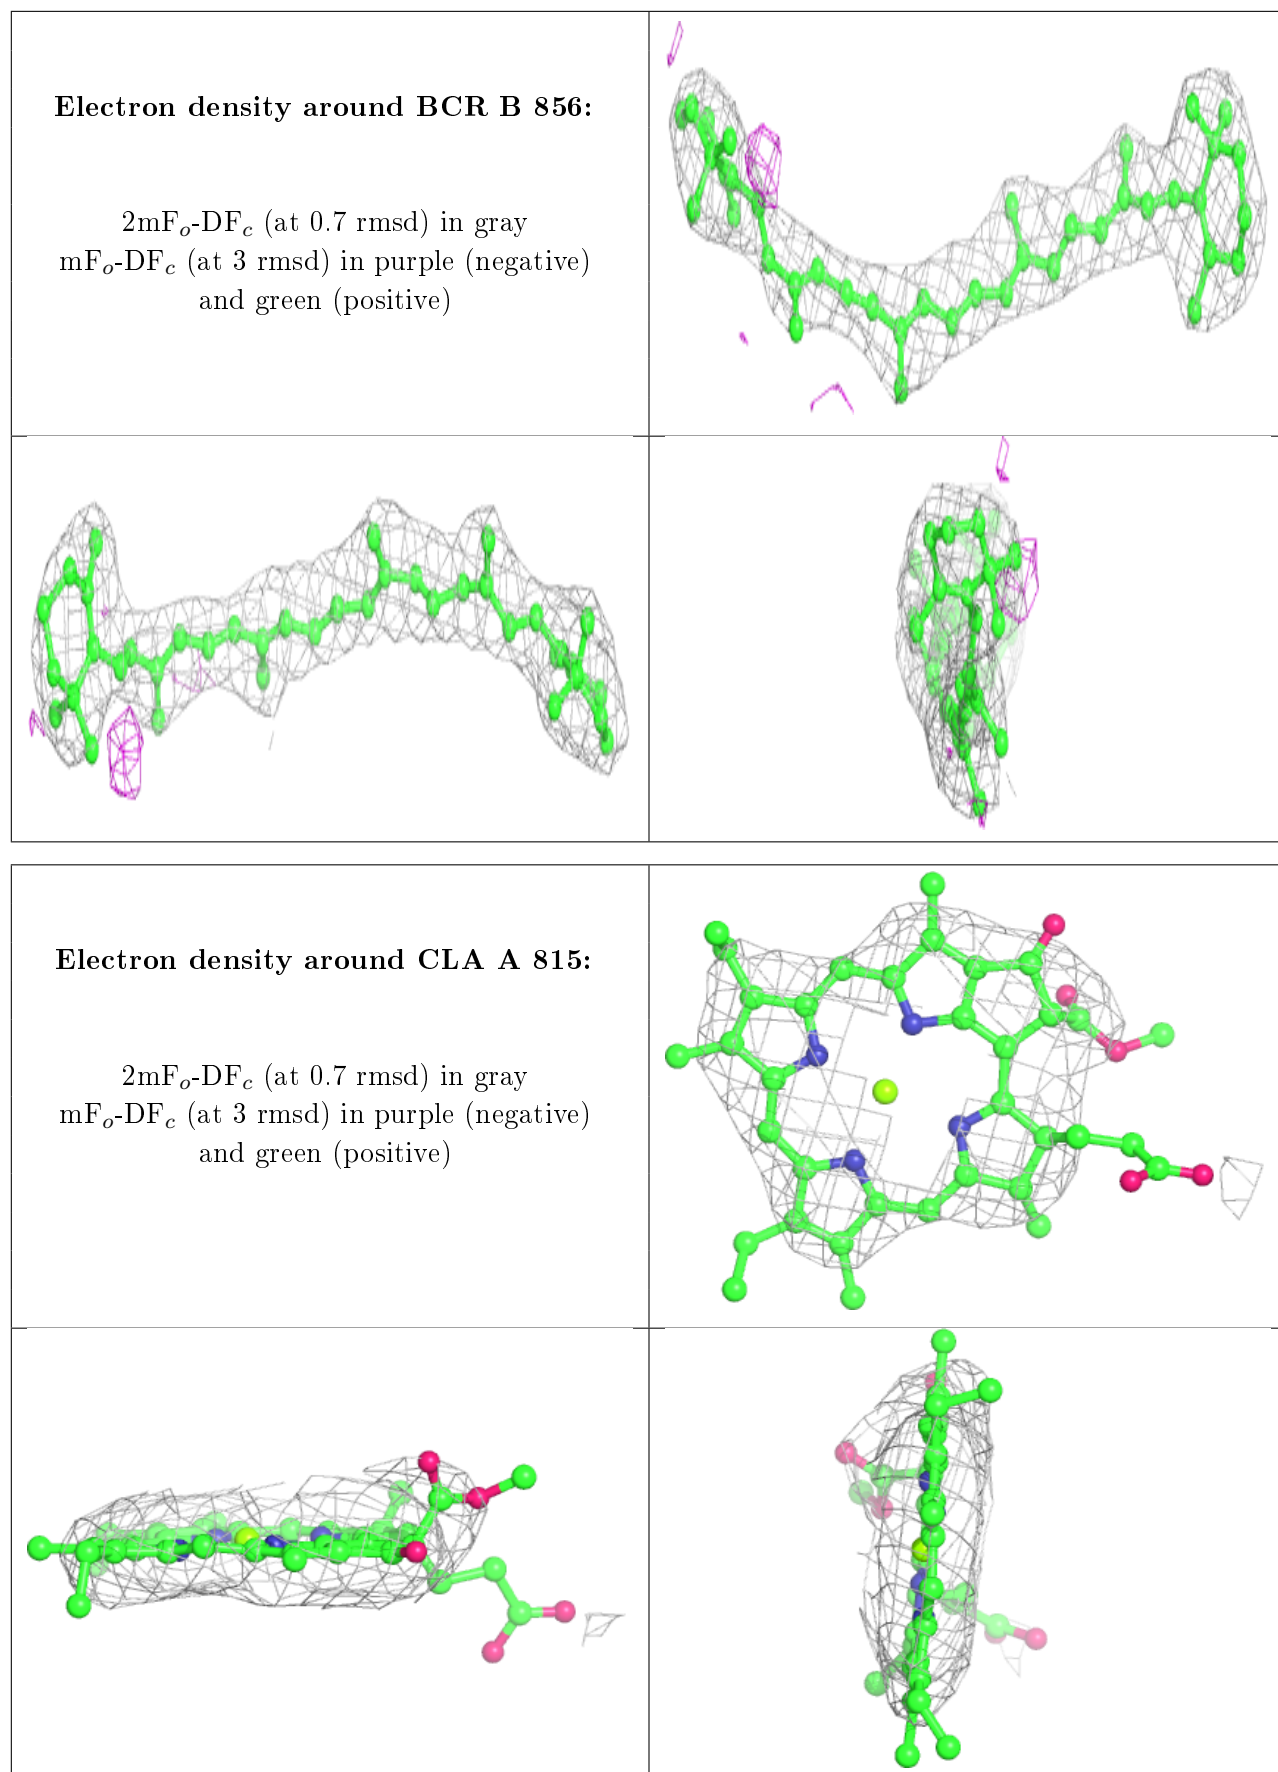 Electron density around BCR B 856:
2mFo-DFc (at 0.7 rmsd) in gray
mFo-DFc (at 3 rmsd) in purple (negative)
and green (positive)
Electron density around CLA A 815:
2mFo-DFc (at 0.7 rmsd) in gray
mFo-DFc (at 3 rmsd) in purple (negative)
and green (positive)